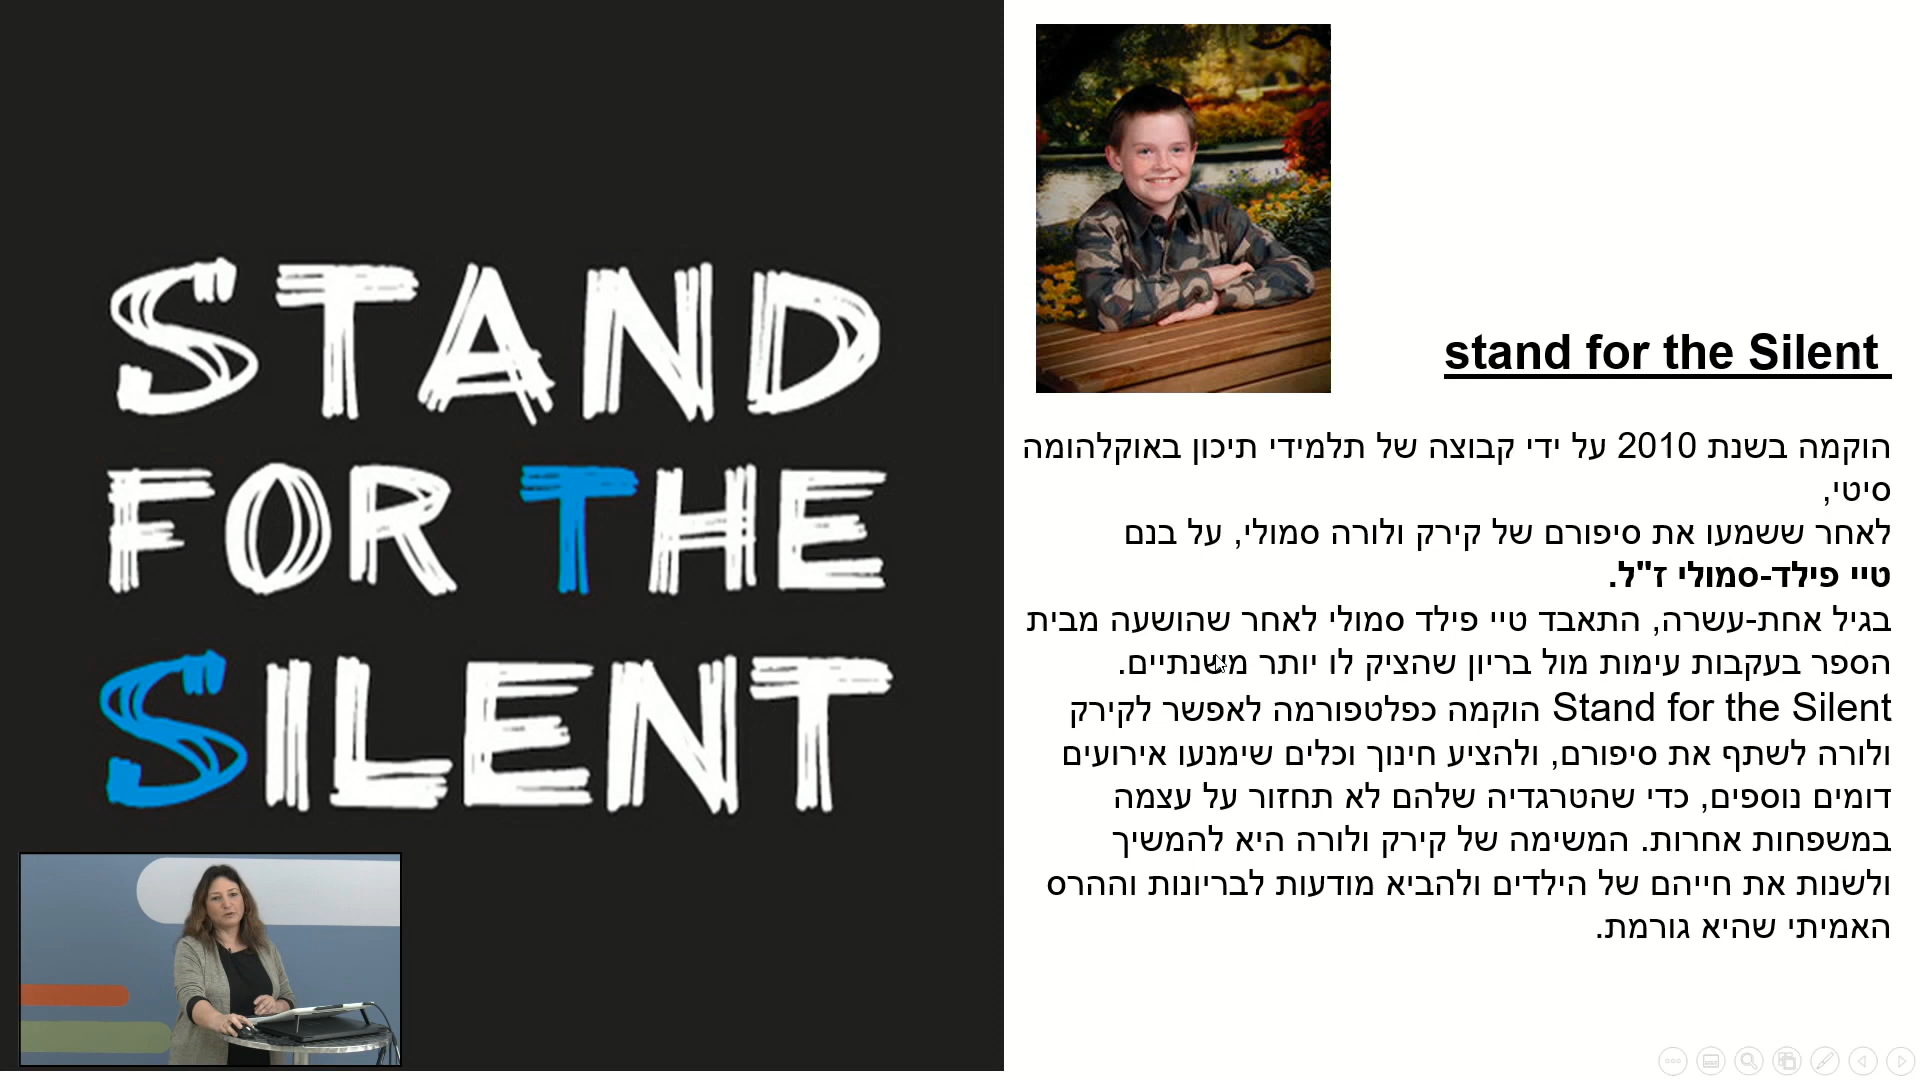 STAND
FOR THE
SILENT
stand for the Silent
הוקמה בשנת 2010 על ידי קבוצה של תלמידי תיכון באוקלהומה
סיטי,
לאחר ששמעו את סיפורם של קירק ולורה סמולי, על בנם
טיי פילד-סמולי ז"ל.
בגיל אחת-עשרה, התאבד טיי פילד סמולי לאחר שהושעה מבית
הספר בעקבות עימות מול בריון שהציק לו יותר משנתיים.
Stand for the Silent הוקמה כפלטפורמה לאפשר לקירק
ולורה לשתף את סיפורם, ולהציע חינוך וכלים שימנעו אירועים
דומים נוספים, כדי שהטרגדיה שלהם לא תחזור על עצמה
במשפחות אחרות. המשימה של קירק ולורה היא להמשיך
ולשנות את חייהם של הילדים ולהביא מודעות לבריונות וההרס
האמיתי שהיא גורמת.